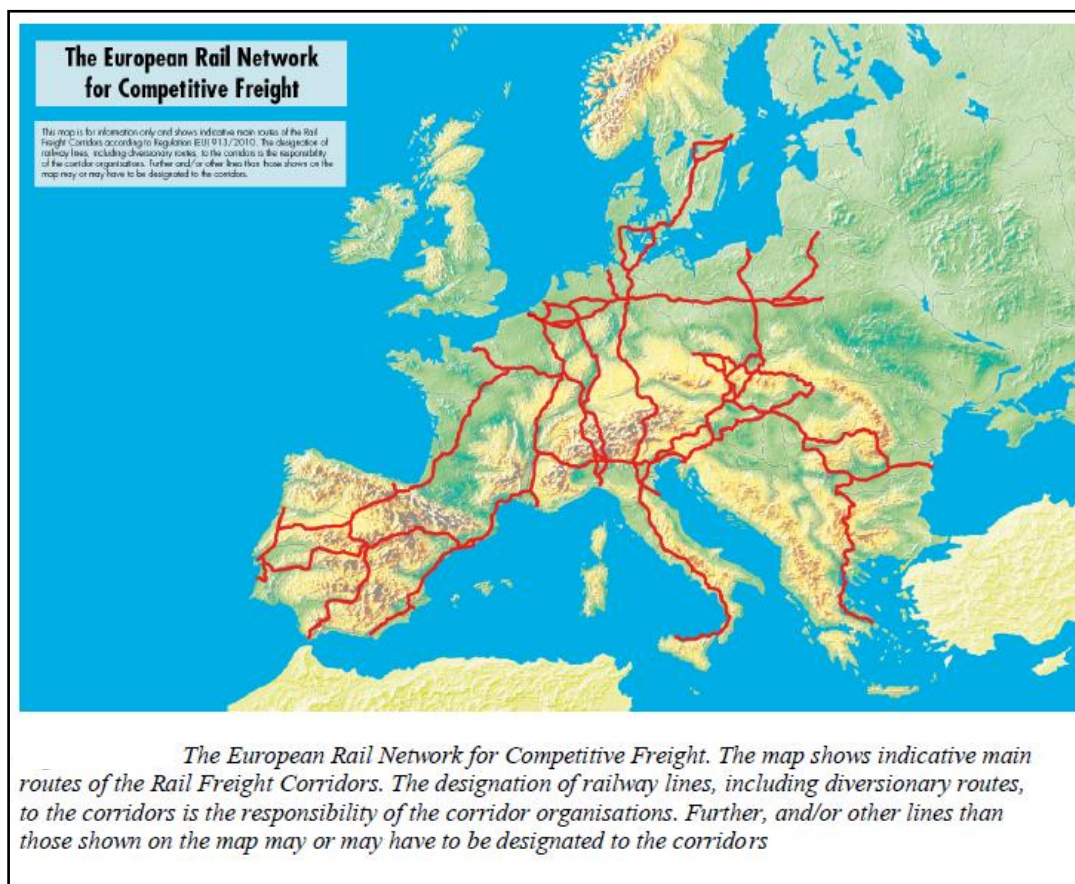 The European Rail Network
for Competitive Freight
This map is for information only and shows indicative main routes of the Rail
Freight Corridors according to Regulation (EU) 913/2010. The designation of
railway lines, including diversionary routes, to the corridors is the responsibility
of the corridor organisations. Further and/or other lines than those shown on the
map may or may have to be designated to the corridors.
The European Rail Network for Competitive Freight. The map shows indicative main
routes of the Rail Freight Corridors. The designation of railway lines, including diversionary routes,
to the corridors is the responsibility of the corridor organisations. Further, and/or other lines than
those shown on the map may or may have to be designated to the corridors